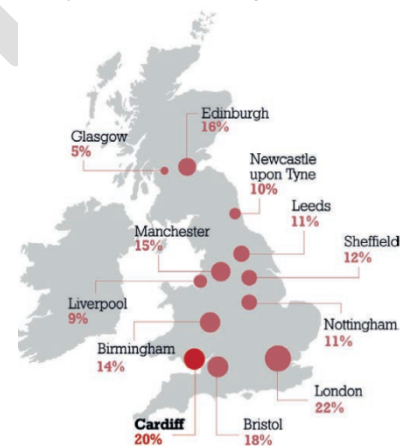 Edinburgh
16%
Glasgow
5%
Newcastle
upon Tyne
10%
Leeds
11%
Manchester
15%
Sheffield
12%
Liverpool
9%
Nottingham
11%
Birmingham
14%
London
22%
Cardiff
20%
Bristol
18%